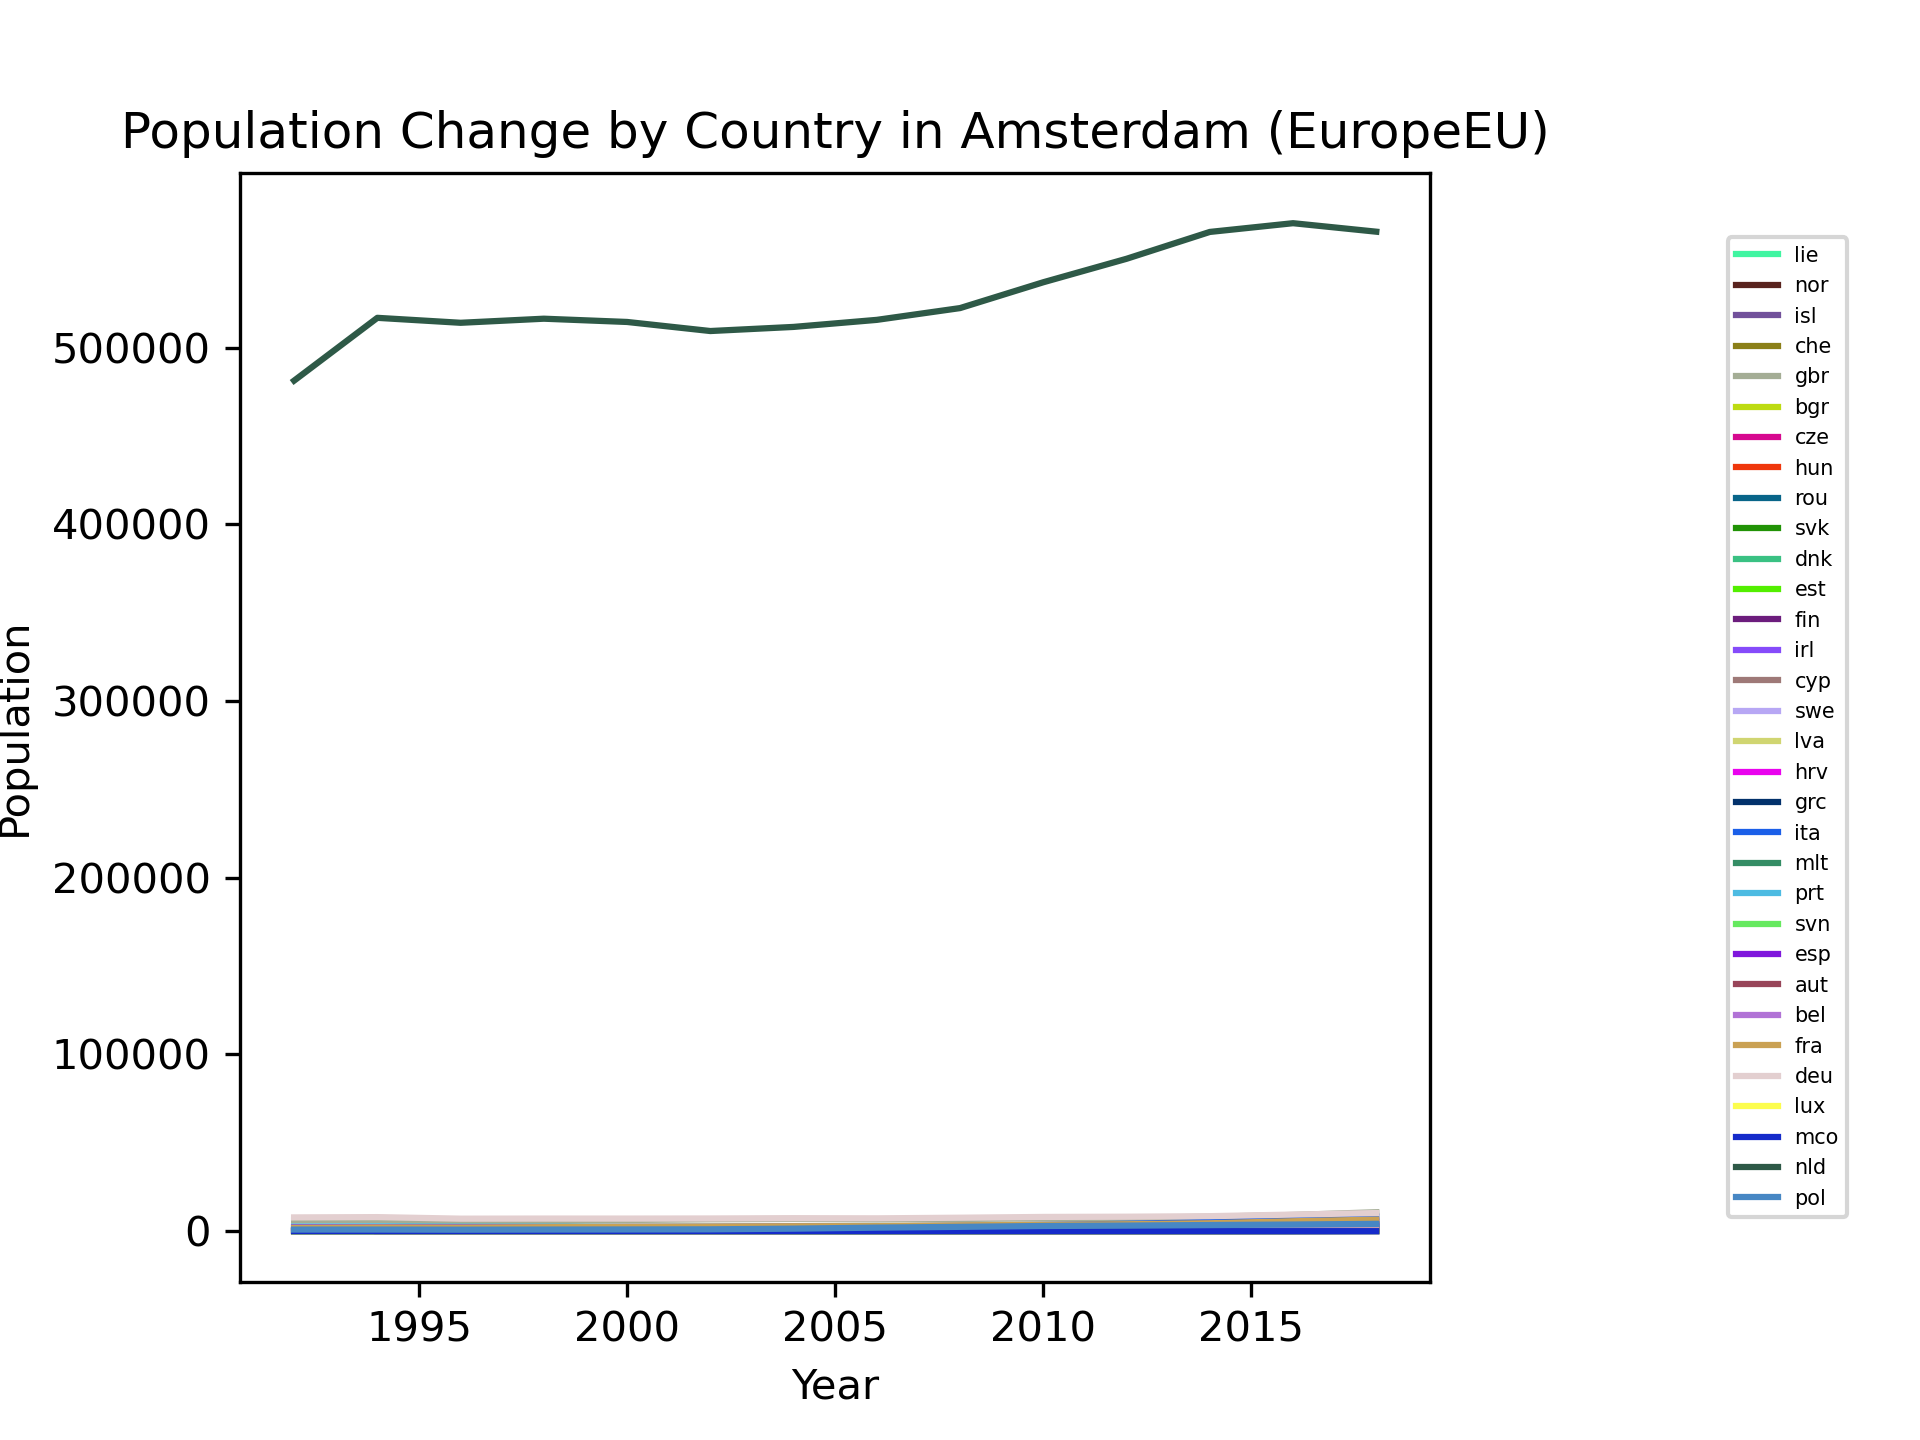 Population Change by Country in Amsterdam (EuropeEU)
Population
500000
400000
300000
200000
100000
0
1995 2000 2005 2010 2015
Year
lie
nor
isl
che
gbr
bgr
cze
hun
rou
svk
dnk
est
fin
irl
cyp
swe
lva
hrv
grc
ita
mlt
prt
svn
esp
aut
bel
fra
deu
lux
mco
nld
pol